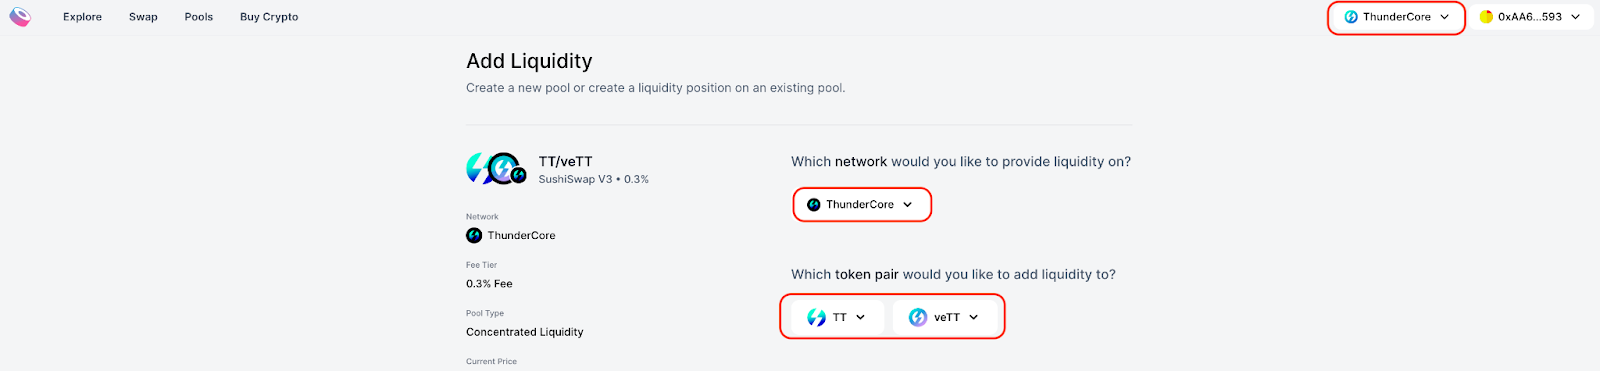 Explore Swap Pools Buy Crypto ThunderCore 0xAA6...593
Add Liquidity
Create a new pool or create a liquidity position on an existing pool.
TT/veTT
SushiSwap V3 • 0.3%
Network
ThunderCore
Fee Tier
0.3% Fee
Pool Type
Concentrated Liquidity
Current Price
Which network would you like to provide liquidity on?
ThunderCore
Which token pair would you like to add liquidity to?
TT veTT